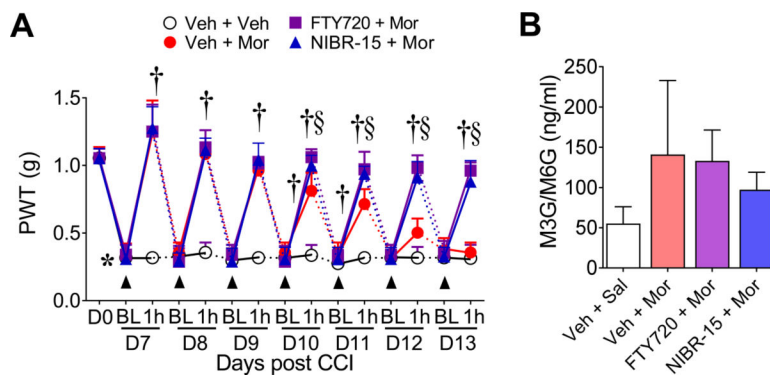 A
Veh + Veh
FTY720 + Mor
Veh + Mor
NIBR-15 + Mor
† † † †§ †§ †§ †§
† †
*
PWT (g)
1.5
1.0
0.5
0.0
D0 BL 1h BL 1h BL 1h BL 1h BL 1h BL 1h BL 1h
D7 D8 D9 D10 D11 D12 D13
Days post CCI
B
M3G/M6G (ng/ml)
250
200
150
100
50
0
Veh + Sal
Veh + Mor
FTY720 + Mor
NIBR-15 + Mor